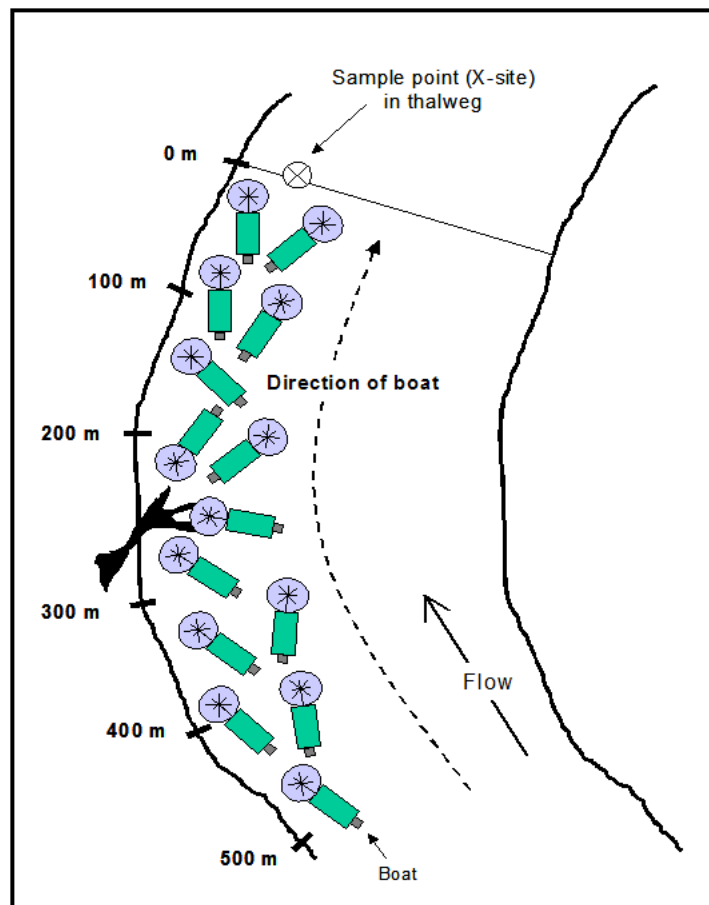 Sample point (X-site)
in thalweg
0 m
100 m
Direction of boat
200 m
300 m
Flow
400 m
500 m
Boat